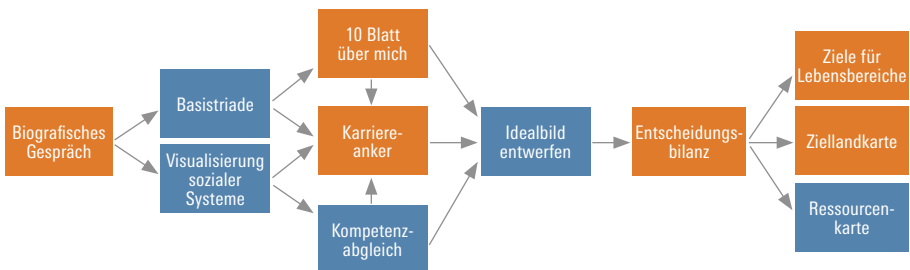 Biografisches
Gespräch
Basistriade
Visualisierung
sozialer
Systeme
10 Blatt
über mich
Karriere-
anker
Kompetenz-
abgleich
Idealbild
entwerfen
Entscheidungs-
bilanz
Ziele für
Lebensbereiche
Ziellandkarte
Ressourcen-
karte